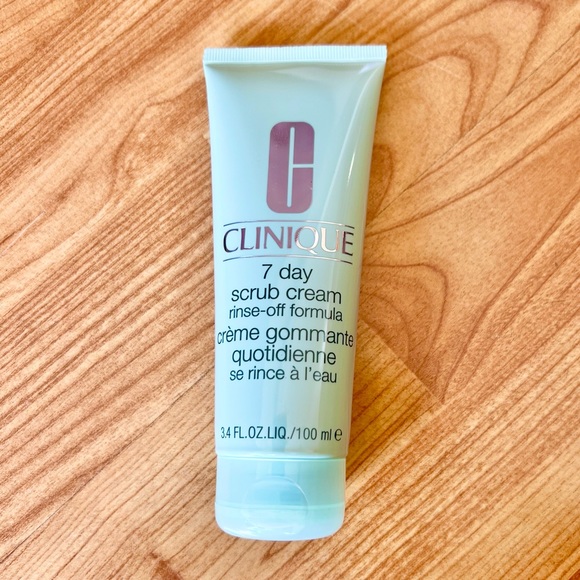 C
CLINIQUE
7 day
scrub cream
rinse-off formula
crème gommante
quotidienne
se rince à l'eau
3.4 FL.OZ.LIQ./100 ml ℮